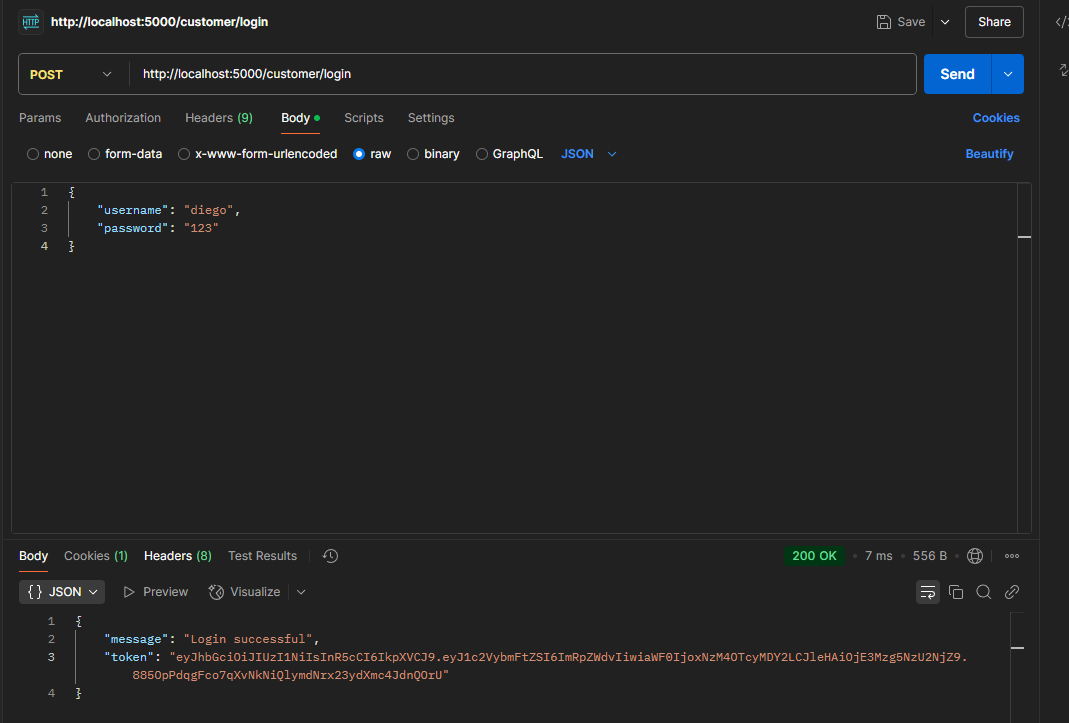 HTTP http://localhost:5000/customer/login Save Share
POST http://localhost:5000/customer/login Send
Params Authorization Headers (9) Body Scripts Settings Cookies
none form-data x-www-form-urlencoded raw binary GraphQL JSON Beautify
1 {
2 "username": "diego",
3 "password": "123"
4 }
Body Cookies (1) Headers (8) Test Results 200 OK 7 ms 556 B
{} JSON Preview Visualize
1 {
2 "message": "Login successful",
3 "token": "eyJhbGciOiJIUzI1NiIsInR5cCI6IkpXVCJ9.eyJ1c2VybmFtZSI6ImRpZWdvIiwiaWF0IjoxNzM4OTcyMDY2LCJleHAiOjE3Mzg5NzU2NjZ9.
885OpPdqgFco7qXvNkNiQlymdNrx23ydXmc4JdnQOrU"
4 }